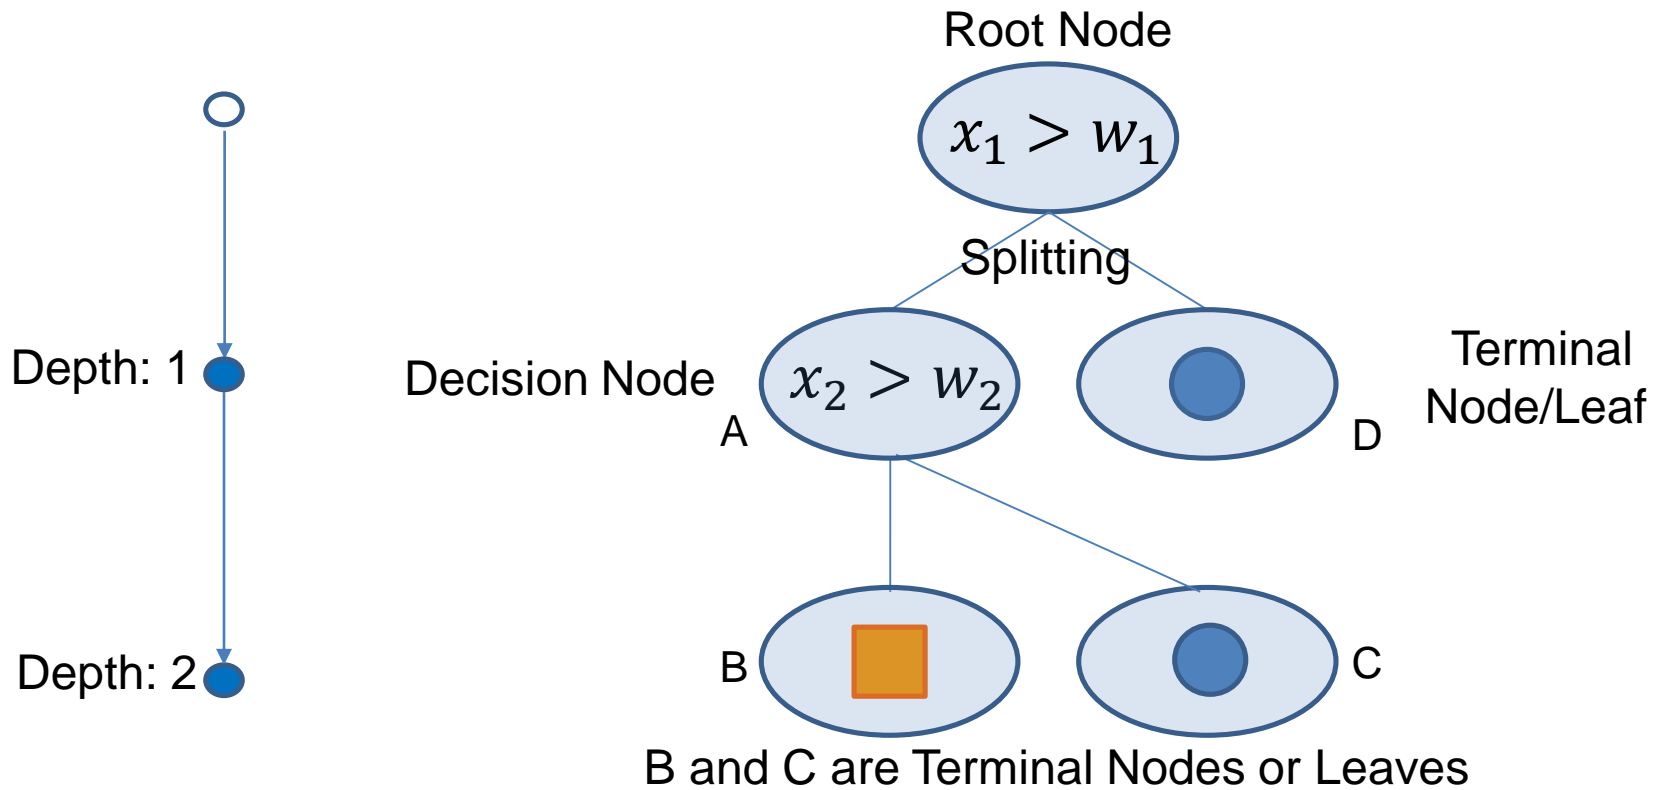 Root Node
x₁ > w₁
Splitting
Depth: 1
Decision Node
x₂ > w₂
A
D
Terminal
Node/Leaf
Depth: 2
B
C
B and C are Terminal Nodes or Leaves